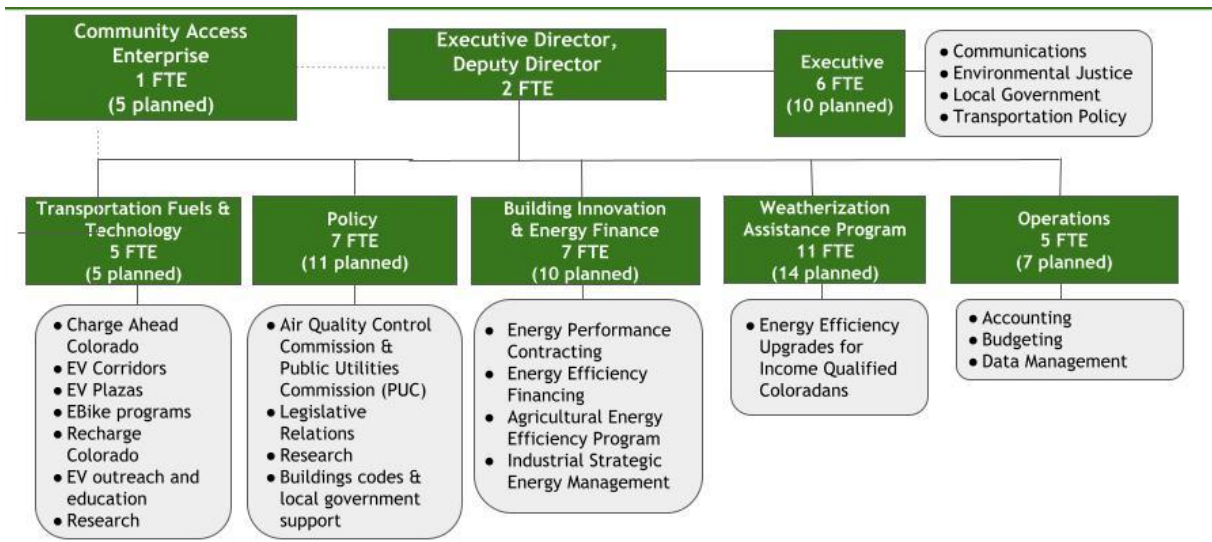 Community Access
Enterprise
1 FTE
(5 planned)
Executive Director,
Deputy Director
2 FTE
Executive
6 FTE
(10 planned)
● Communications
● Environmental Justice
● Local Government
● Transportation Policy
Transportation Fuels &
Technology
5 FTE
(5 planned)
Policy
7 FTE
(11 planned)
Building Innovation
& Energy Finance
7 FTE
(10 planned)
Weatherization
Assistance Program
11 FTE
(14 planned)
Operations
5 FTE
(7 planned)
● Charge Ahead
Colorado
● EV Corridors
● EV Plazas
● EBike programs
● Recharge
Colorado
● EV outreach and
education
● Research
● Air Quality Control
Commission &
Public Utilities
Commission (PUC)
● Legislative
Relations
● Research
● Buildings codes &
local government
support
● Energy Performance
Contracting
● Energy Efficiency
Financing
● Agricultural Energy
Efficiency Program
● Industrial Strategic
Energy Management
● Energy Efficiency
Upgrades for
Income Qualified
Coloradans
● Accounting
● Budgeting
● Data Management